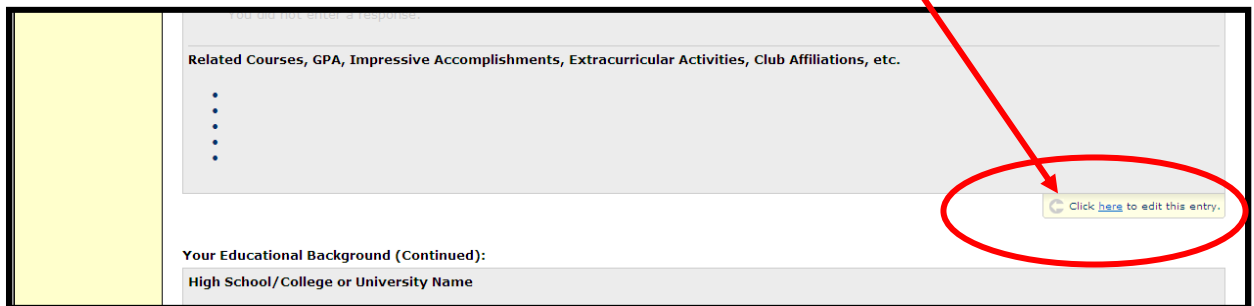 You did not enter a response.
Related Courses, GPA, Impressive Accomplishments, Extracurricular Activities, Club Affiliations, etc.
Click here to edit this entry.
Your Educational Background (Continued):
High School/College or University Name